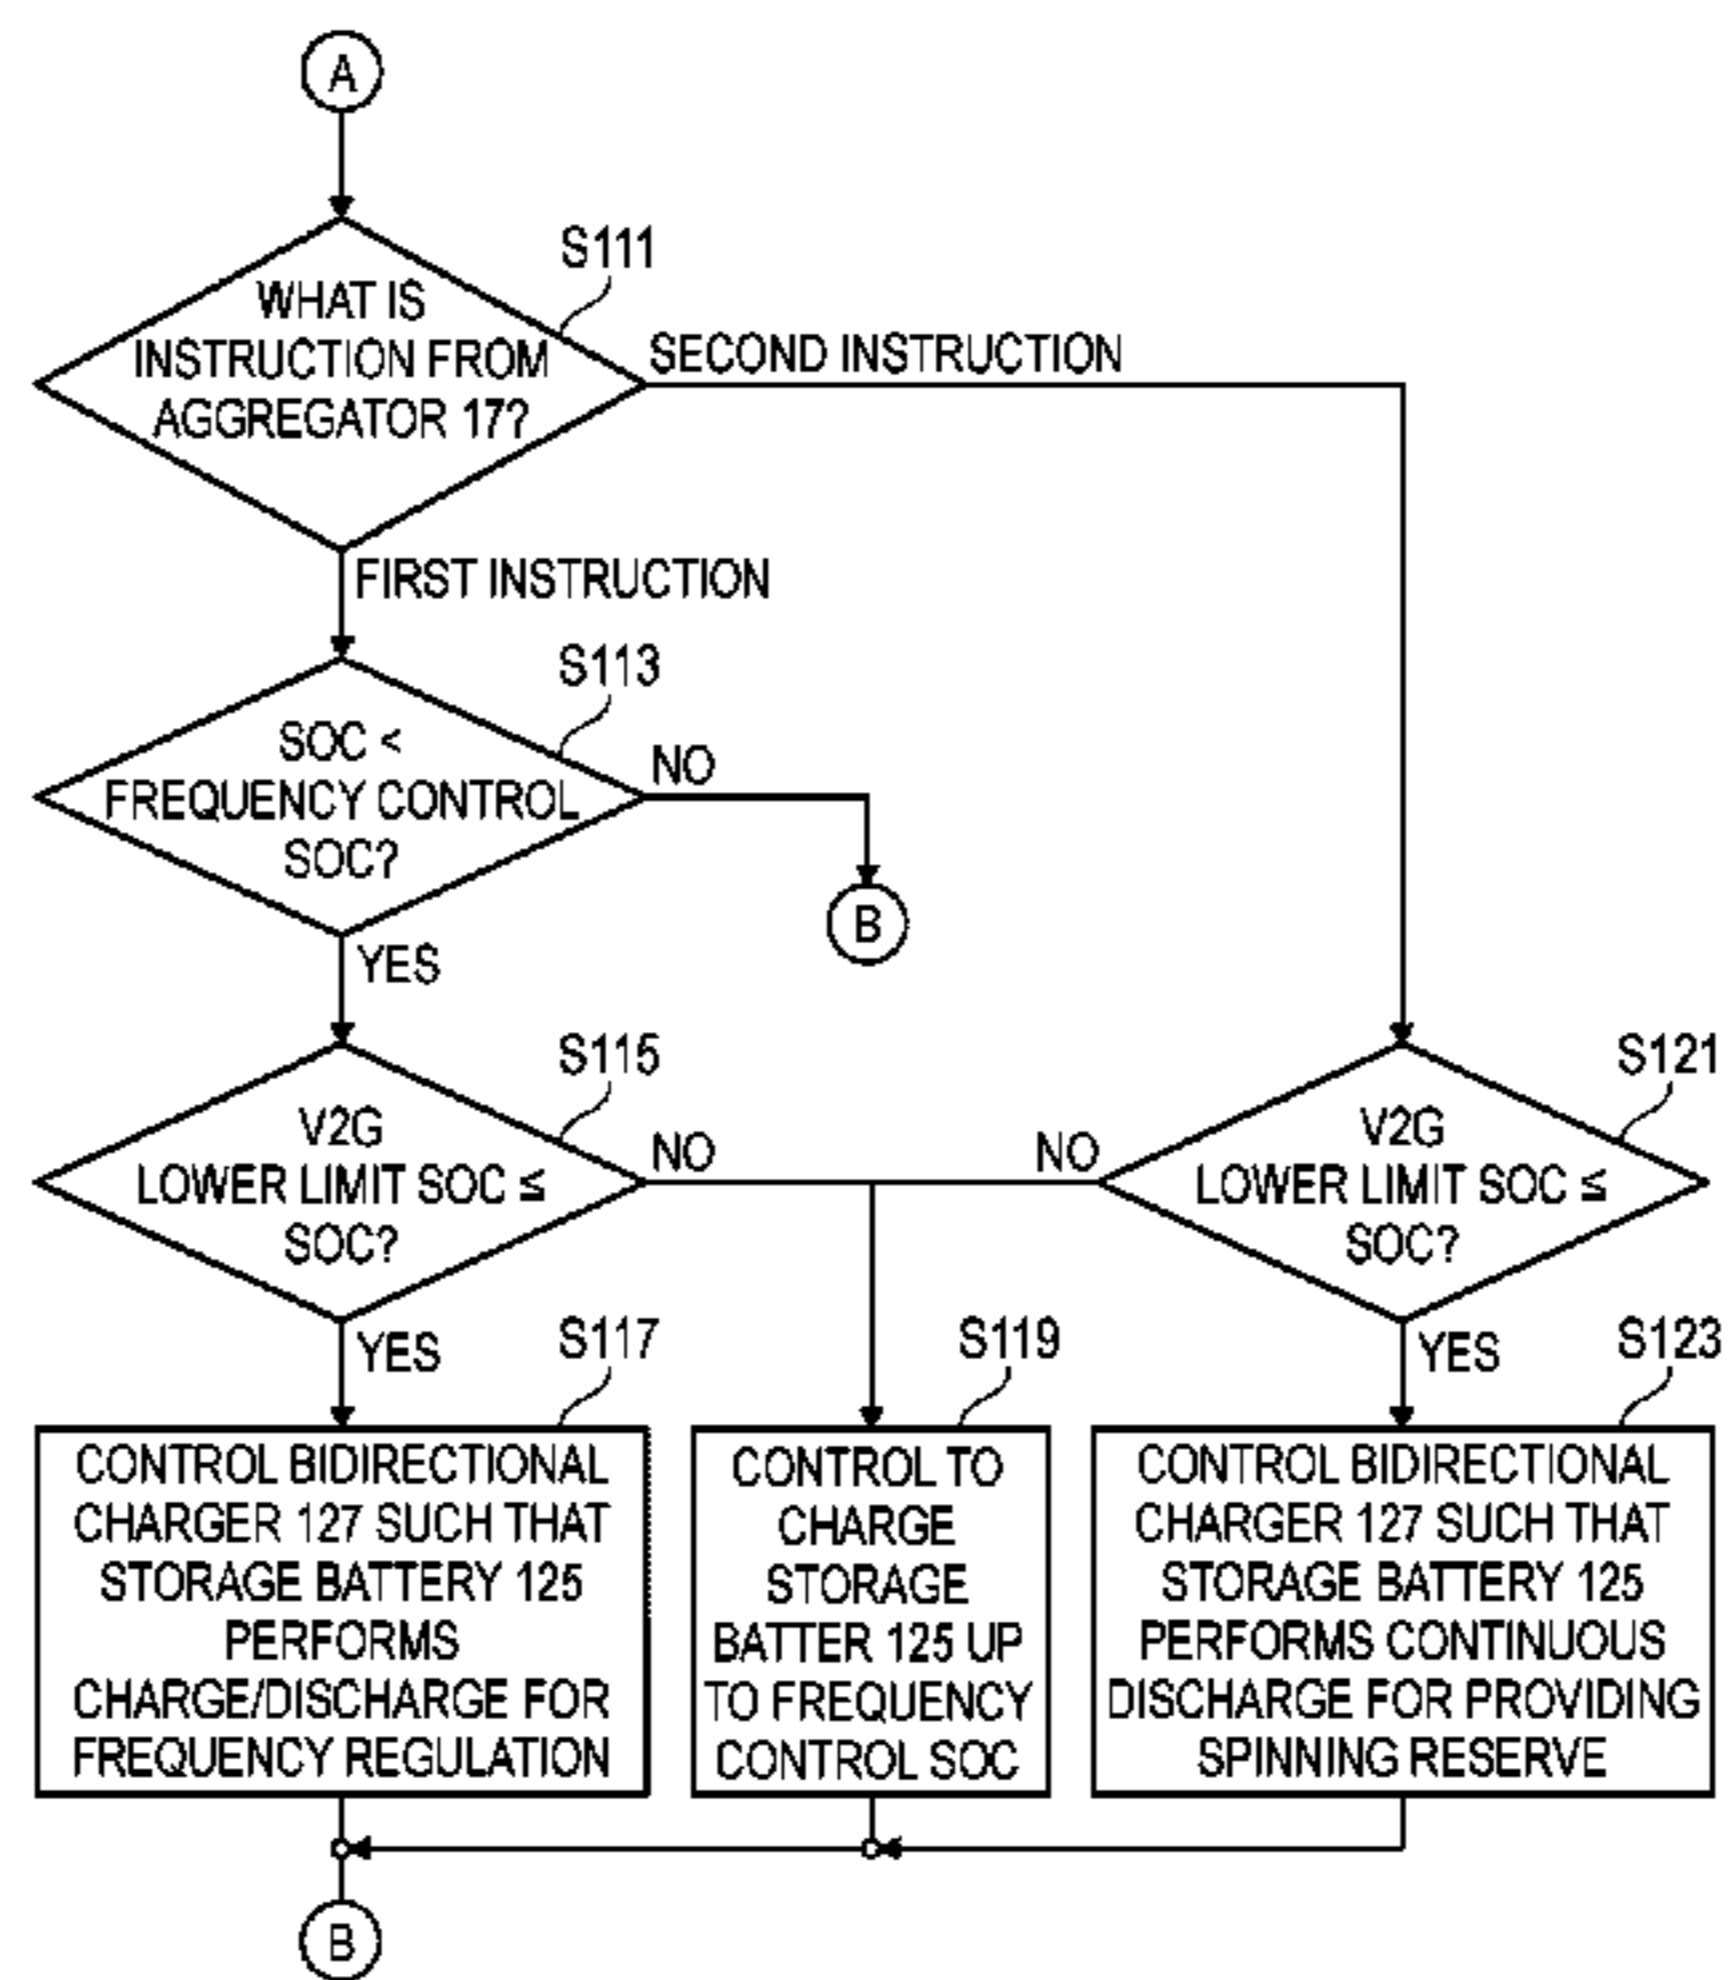 A
S111
WHAT IS
INSTRUCTION FROM
AGGREGATOR 17?
SECOND INSTRUCTION
FIRST INSTRUCTION
S113
SOC <
FREQUENCY CONTROL
SOC?
NO
B
YES
S115
V2G
LOWER LIMIT SOC ≤
SOC?
NO
NO
S121
V2G
LOWER LIMIT SOC ≤
SOC?
YES
S117
CONTROL BIDIRECTIONAL
CHARGER 127 SUCH THAT
STORAGE BATTERY 125
PERFORMS
CHARGE/DISCHARGE FOR
FREQUENCY REGULATION
S119
CONTROL TO
CHARGE
STORAGE
BATTER 125 UP
TO FREQUENCY
CONTROL SOC
YES
S123
CONTROL BIDIRECTIONAL
CHARGER 127 SUCH THAT
STORAGE BATTERY 125
PERFORMS CONTINUOUS
DISCHARGE FOR PROVIDING
SPINNING RESERVE
B